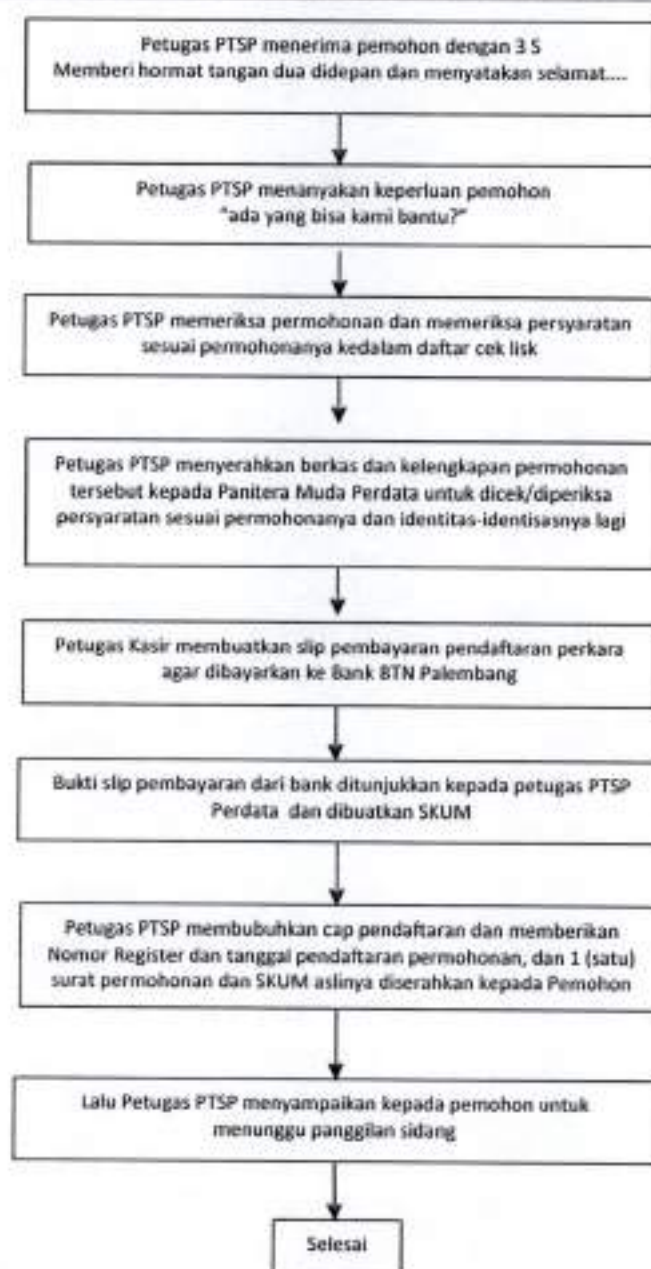 Petugas PTSP menerima pemohon dengan 3 S
Memberi hormat tangan dua didepan dan menyatakan selamat....
Petugas PTSP menanyakan keperluan pemohon
"ada yang bisa kami bantu?"
Petugas PTSP memeriksa permohonan dan memeriksa persyaratan
sesuai permohonanya kedalam daftar cek lisk
Petugas PTSP menyerahkan berkas dan kelengkapan permohonan
tersebut kepada Panitera Muda Perdata untuk dicek/diperiksa
persyaratan sesuai permohonanya dan identitas-identisasnya lagi
Petugas Kasir membuatkan slip pembayaran pendaftaran perkara
agar dibayarkan ke Bank BTN Palembang
Bukti slip pembayaran dari bank ditunjukkan kepada petugas PTSP
Perdata dan dibuatkan SKUM
Petugas PTSP membubuhkan cap pendaftaran dan memberikan
Nomor Register dan tanggal pendaftaran permohonan, dan 1 (satu)
surat permohonan dan SKUM aslinya diserahkan kepada Pemohon
Lalu Petugas PTSP menyampaikan kepada pemohon untuk
menunggu panggilan sidang
Selesai